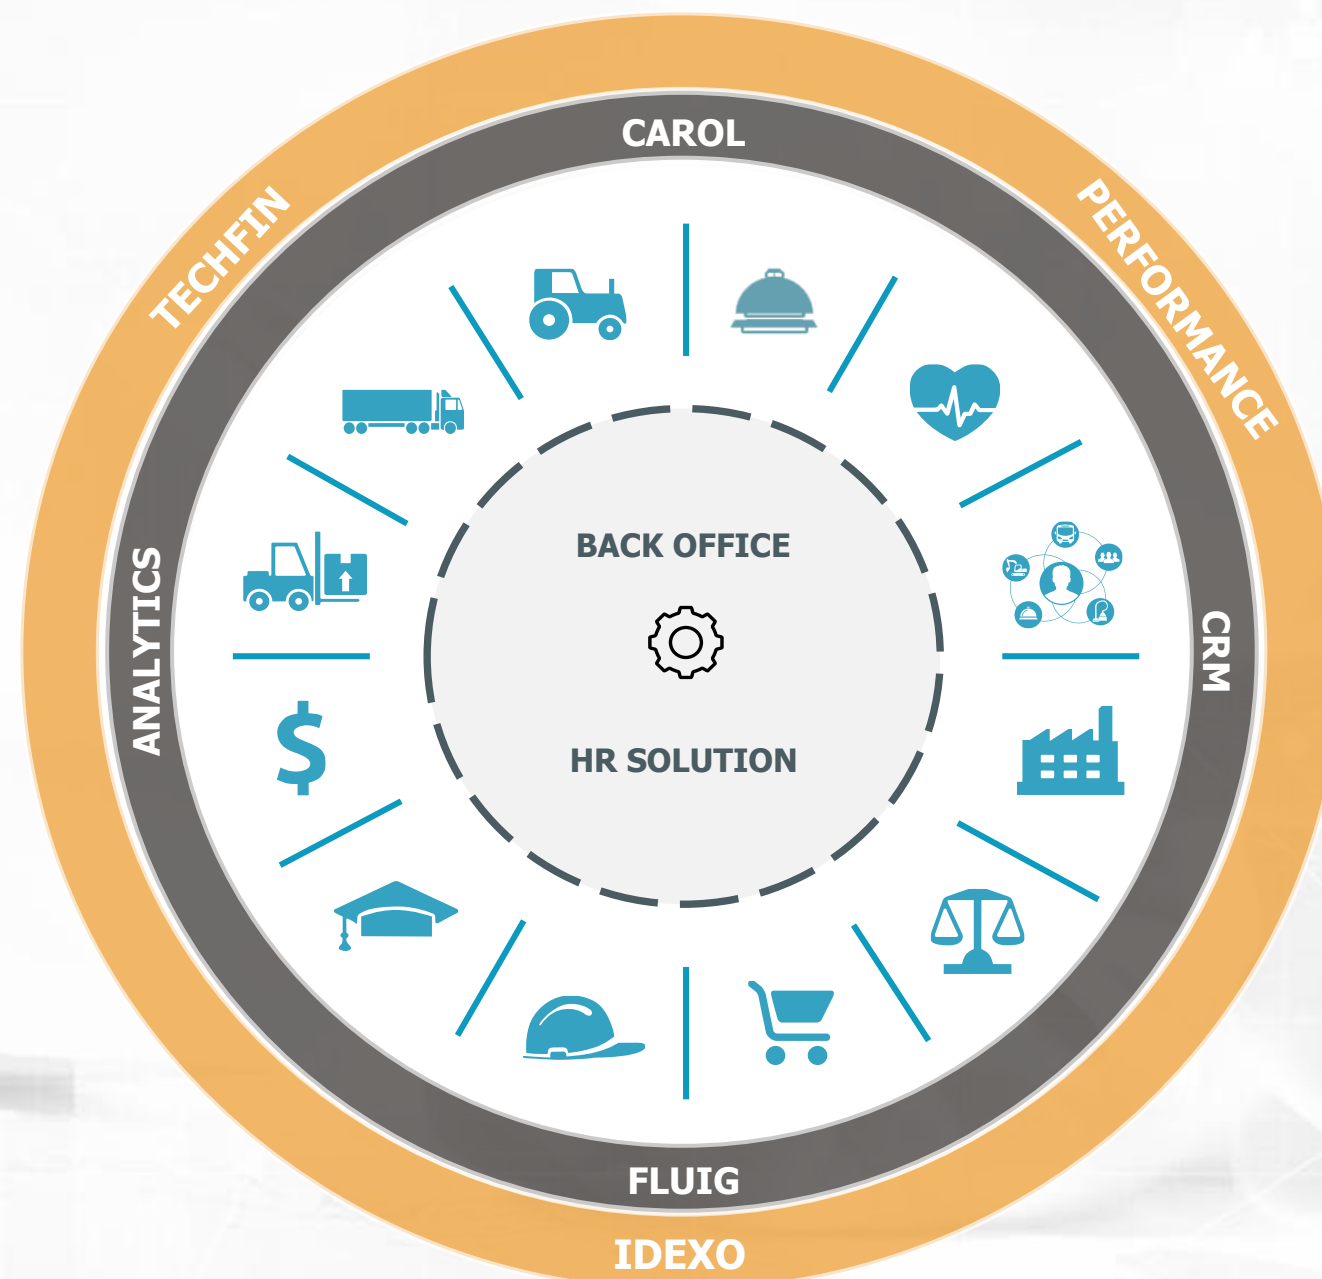 CAROL
TECHFIN
PERFORMANCE
BACK OFFICE
ANALYTICS
CRM
HR SOLUTION
FLUIG
IDEXO